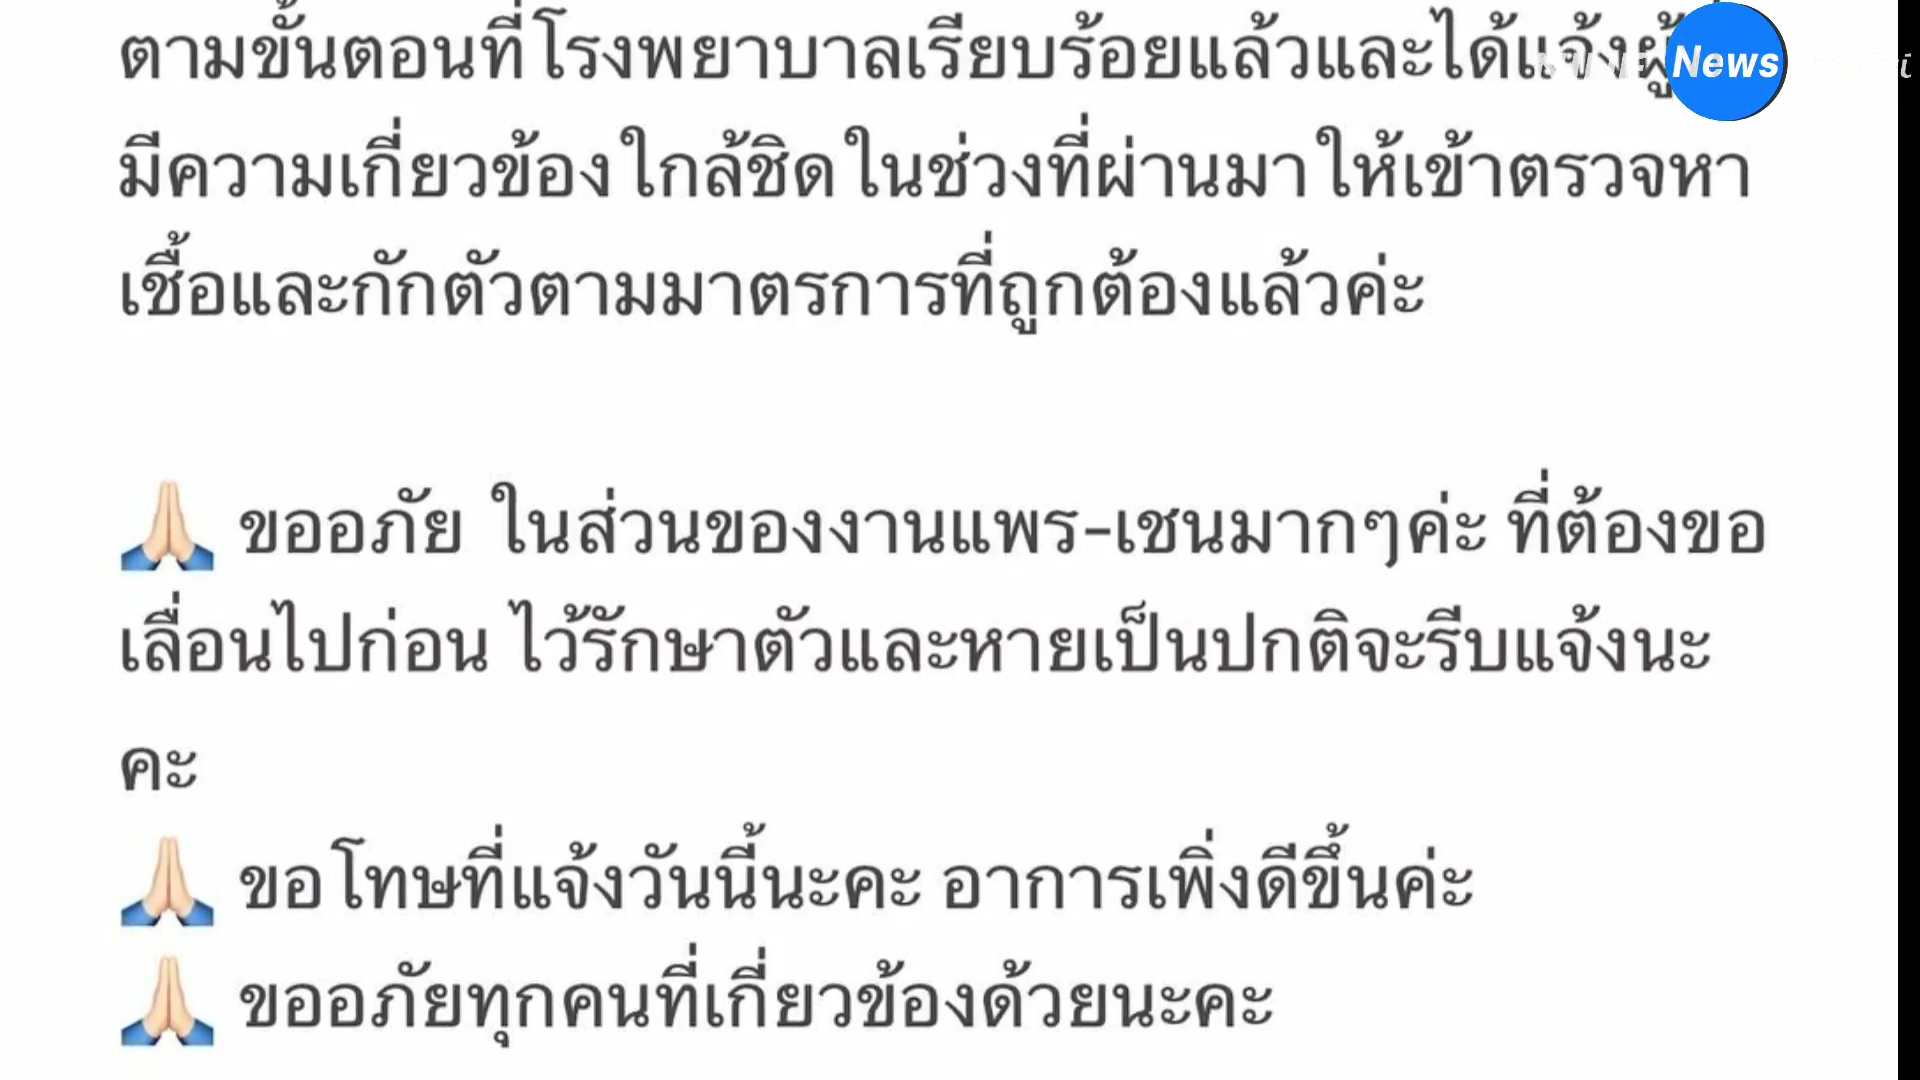 ตามขั้นตอนที่โรงพยาบาลเรียบร้อยแล้วและได้แจ้งผู้
News
มีความเกี่ยวข้องใกล้ชิดในช่วงที่ผ่านมาให้เข้าตรวจหา
เชื้อและกักตัวตามมาตรการที่ถูกต้องแล้วค่ะ
🙏🏻 ขออภัย ในส่วนของงานแพร-เชนมากๆค่ะ ที่ต้องขอ
เลื่อนไปก่อน ไว้รักษาตัวและหายเป็นปกติจะรีบแจ้งนะ
คะ
🙏🏻 ขอโทษที่แจ้งวันนี้นะคะ อาการเพิ่งดีขึ้นค่ะ
🙏🏻 ขออภัยทุกคนที่เกี่ยวข้องด้วยนะคะ